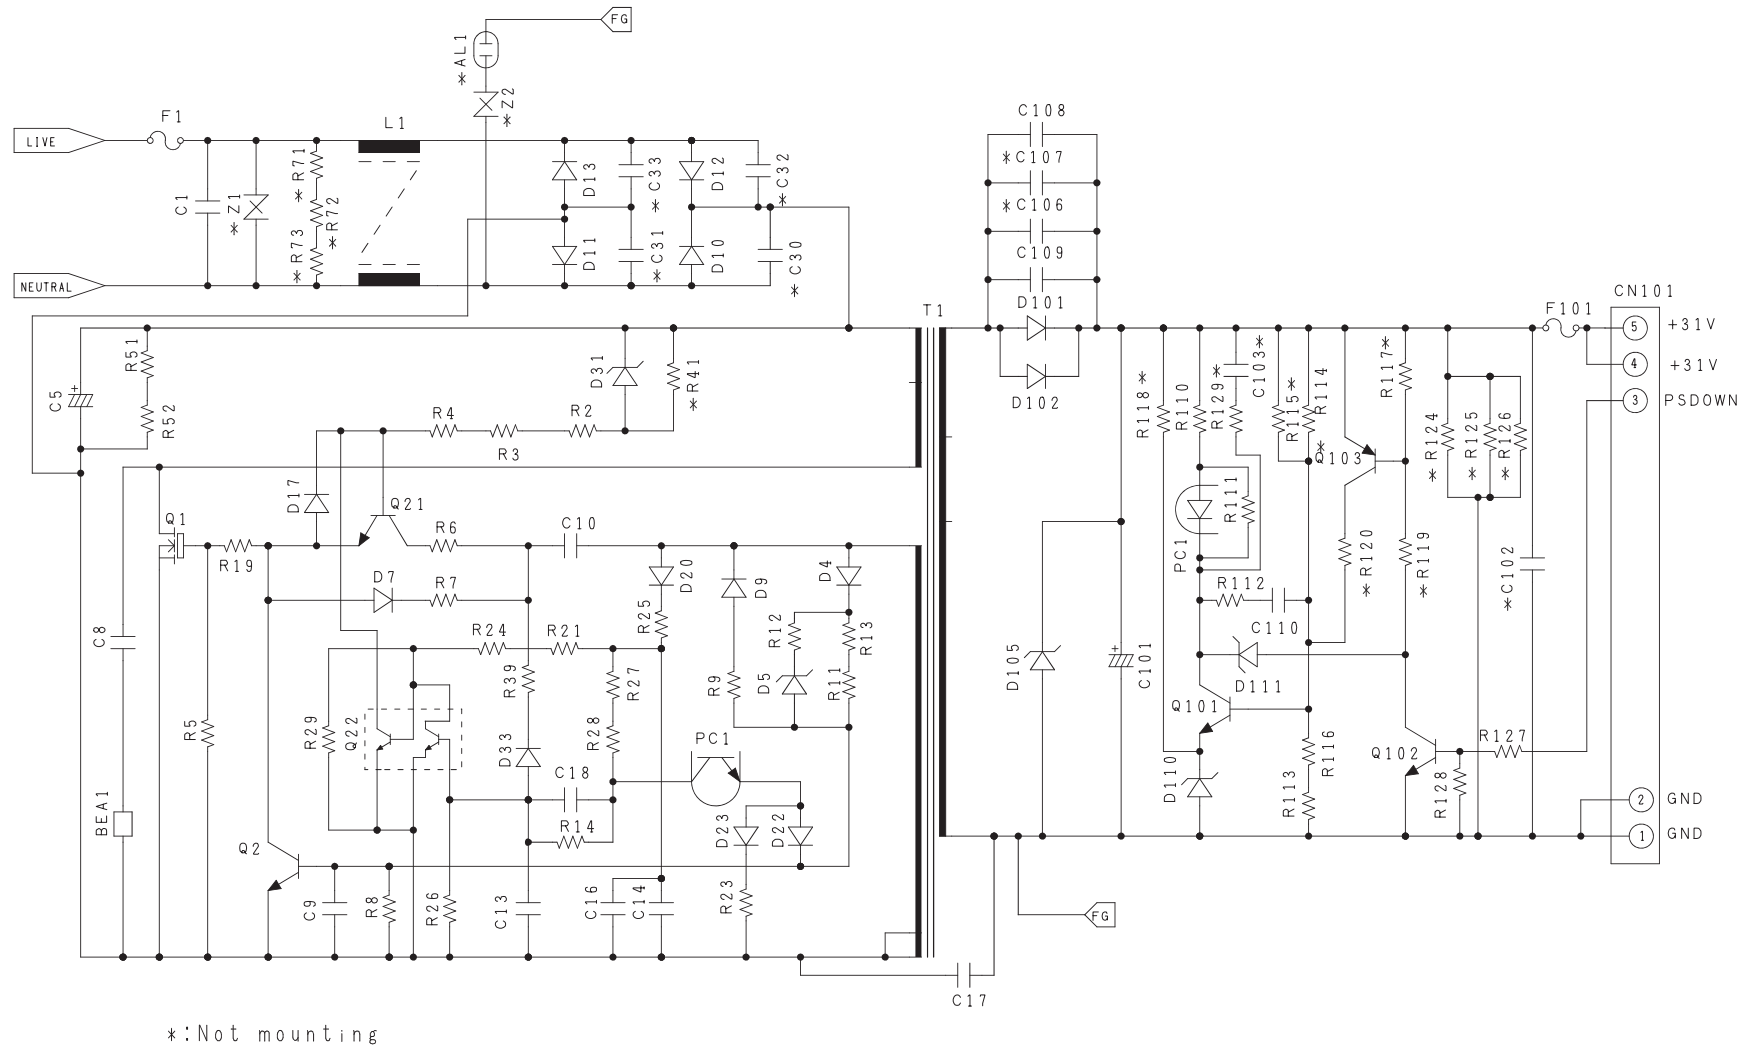 FG
*AL1
*Z2
F1
L1
LIVE
NEUTRAL
C1
*Z1
*R71
*R72
*R73
D13
C33
*
D12
C32
*
D11
C31
*
D10
C30
*
C108
*C107
*C106
C109
D101
D102
T1
CN101
F101
5 +31V
4 +31V
3 PSDOWN
C5
+
R51
R52
D31
*R41
R4
R3
R2
R118*
R110
R129*
C103*
R115*
R114
*
R117*
*R124
*R125
*R126
Q103
D17
Q21
Q1
R19
R6
C10
R111
PC1
*R120
*R119
*C102
D7
R7
D20
R25
D9
D4
R12
R13
R112
C110
C8
R24
R21
R39
R27
R9
D5
R11
D105
+
C101
D111
Q101
R5
R29
Q22
D33
R28
PC1
D110
R116
R113
Q102
R127
R128
BEA1
C18
R14
D23
D22
2 GND
1 GND
Q2
C9
R8
R26
C13
C16
C14
R23
FG
C17
*:Not mounting